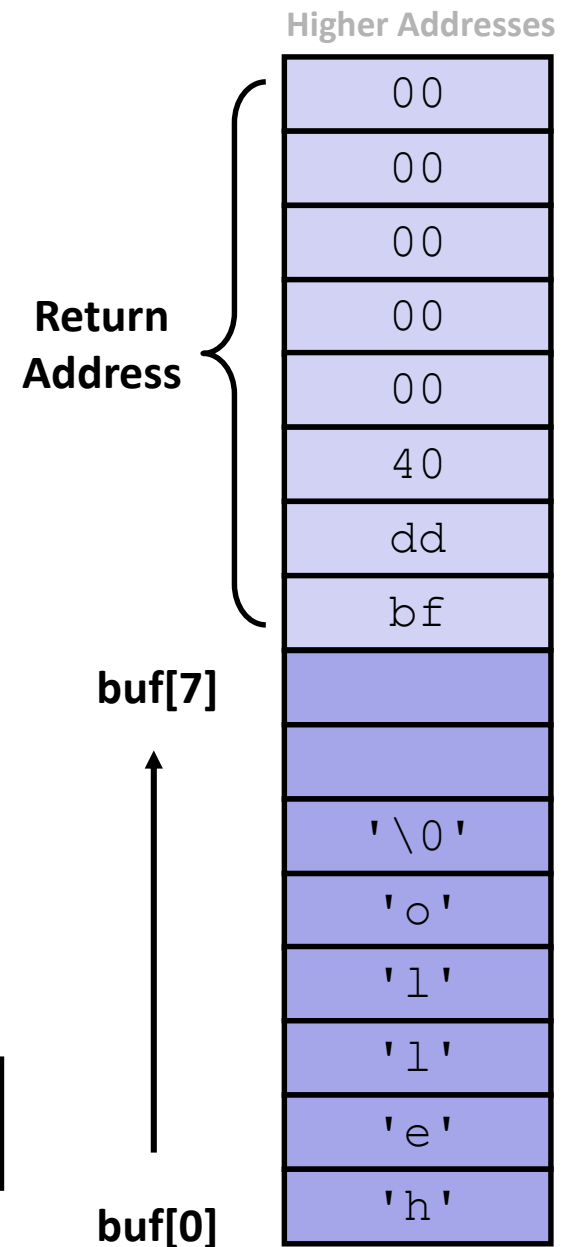 Higher Addresses
00
00
00
00
Return
Address
00
40
dd
bf
buf[7]
'\0'
'o'
'l'
'l'
'e'
'h'
buf[0]